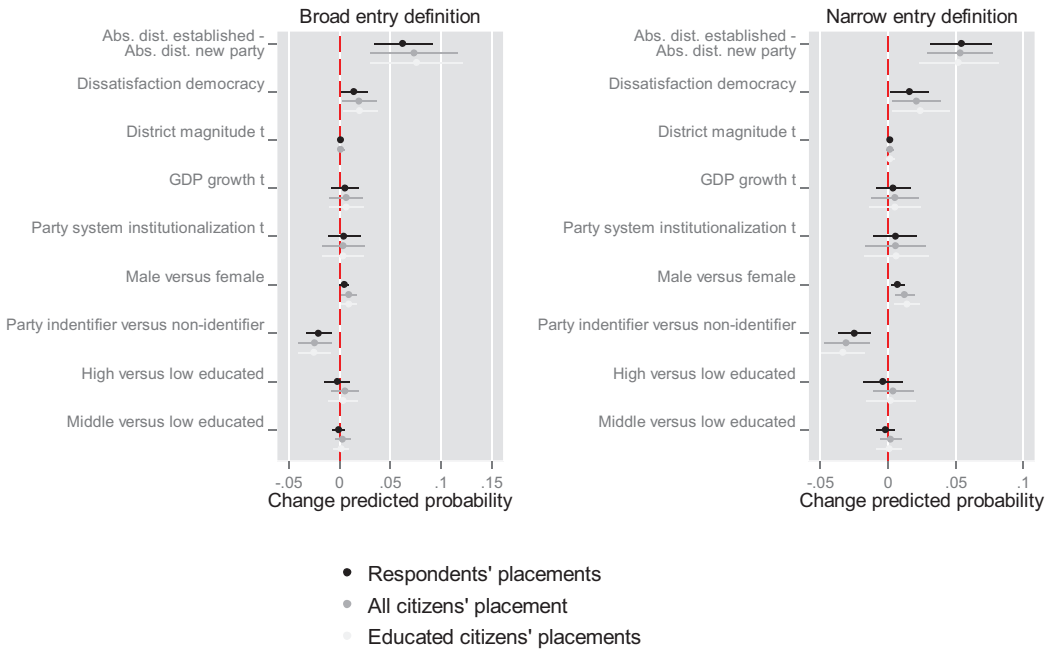 Broad entry definition
Abs. dist. established -
Abs. dist. new party
Dissatisfaction democracy
District magnitude t
GDP growth t
Party system institutionalization t
Male versus female
Party indentifier versus non-identifier
High versus low educated
Middle versus low educated
-.05 0 .05 .1 .15
Change predicted probability
Narrow entry definition
Abs. dist. established -
Abs. dist. new party
Dissatisfaction democracy
District magnitude t
GDP growth t
Party system institutionalization t
Male versus female
Party indentifier versus non-identifier
High versus low educated
Middle versus low educated
-.05 0 .05 .1
Change predicted probability
Respondents' placements
All citizens' placement
Educated citizens' placements